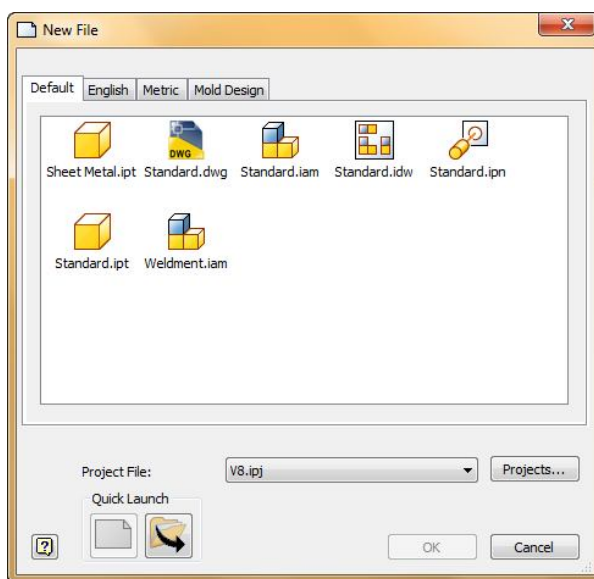 New File
Default English Metric Mold Design
DWG
Sheet Metal.ipt Standard.dwg Standard.iam Standard.idw Standard.ipn
Standard.ipt Weldment.iam
Project File: V8.ipj Projects...
Quick Launch
? OK Cancel